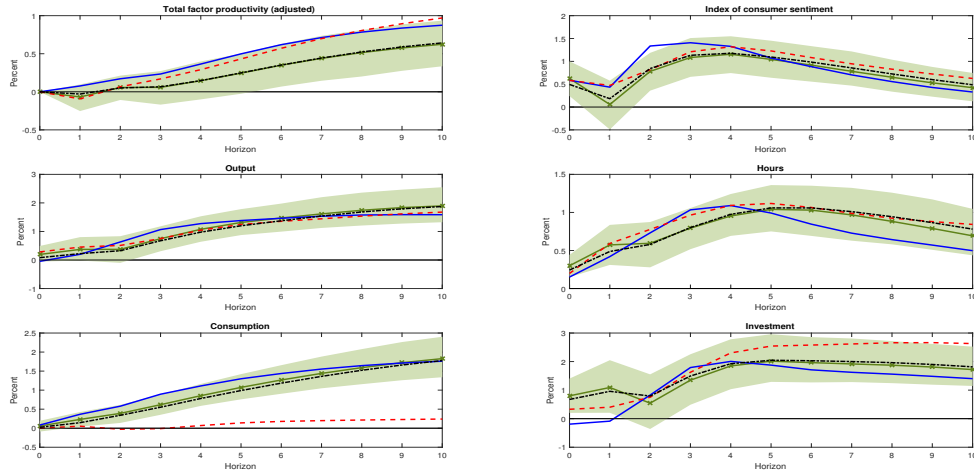 Total factor productivity (adjusted)
Percent
1
0.5
0
-0.5
0 1 2 3 4 5 6 7 8 9 10
Horizon
Index of consumer sentiment
Percent
2
1.5
1
0.5
0
-0.5
0 1 2 3 4 5 6 7 8 9 10
Horizon
Output
Percent
3
2
1
0
-1
0 1 2 3 4 5 6 7 8 9 10
Horizon
Hours
Percent
1.5
1
0.5
0
0 1 2 3 4 5 6 7 8 9 10
Horizon
Consumption
Percent
2.5
2
1.5
1
0.5
0
-0.5
0 1 2 3 4 5 6 7 8 9 10
Horizon
Investment
Percent
3
2
1
0
-1
0 1 2 3 4 5 6 7 8 9 10
Horizon